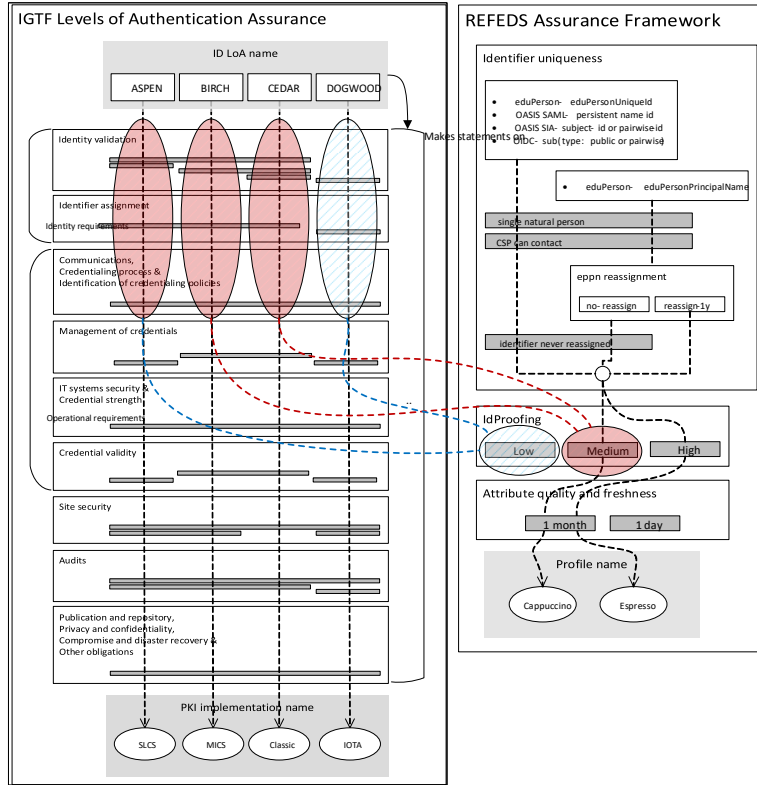 IGTF Levels of Authentication Assurance
ID LoA name
ASPEN
BIRCH
CEDAR
DOGWOOD
Makes statements on
Identity validation
Identifier assignment
Identity requirements
Communications,
Credentialing process &
Identification of credentialing policies
Management of credentials
IT systems security &
Credential strength
Operational requirements
Credential validity
Site security
Audits
Publication and repository,
Privacy and confidentiality,
Compromise and disaster recovery &
Other obligations
PKI implementation name
SLCS
MICS
Classic
IOTA
..
REFEDS Assurance Framework
Identifier uniqueness
• eduPerson- eduPersonUniqueId
• OASIS SAML- persistent name id
• OASIS SIA- subject- id or pairwise-id
• OIDC- sub(type: public or pairwise)
• eduPerson- eduPersonPrincipalName
single natural person
CSP can contact
eppn reassignment
no- reassign
reassign-1y
identifier never reassigned
IdProofing
Low
Medium
High
Attribute quality and freshness
1 month
1 day
Profile name
Cappuccino
Espresso